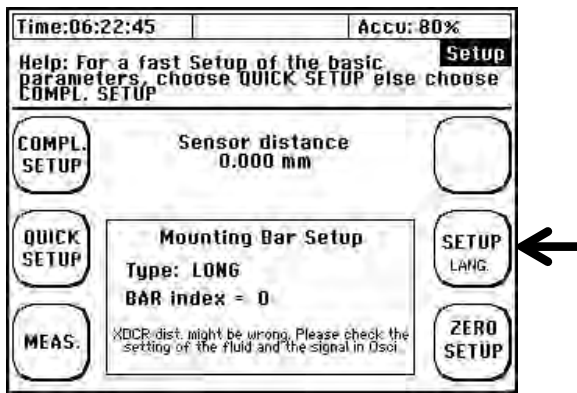 Time:06:22:45
Accu: 80%
Setup
Help: For a fast Setup of the basic
parameters, choose QUICK SETUP else choose
COMPL. SETUP
COMPL.
SETUP
Sensor distance
0.000 mm
QUICK
SETUP
Mounting Bar Setup
Type: LONG
BAR index = 0
XDCR dist. might be wrong. Please check the
setting of the fluid and the signal in Osci
SETUP
LANG.
MEAS.
ZERO
SETUP